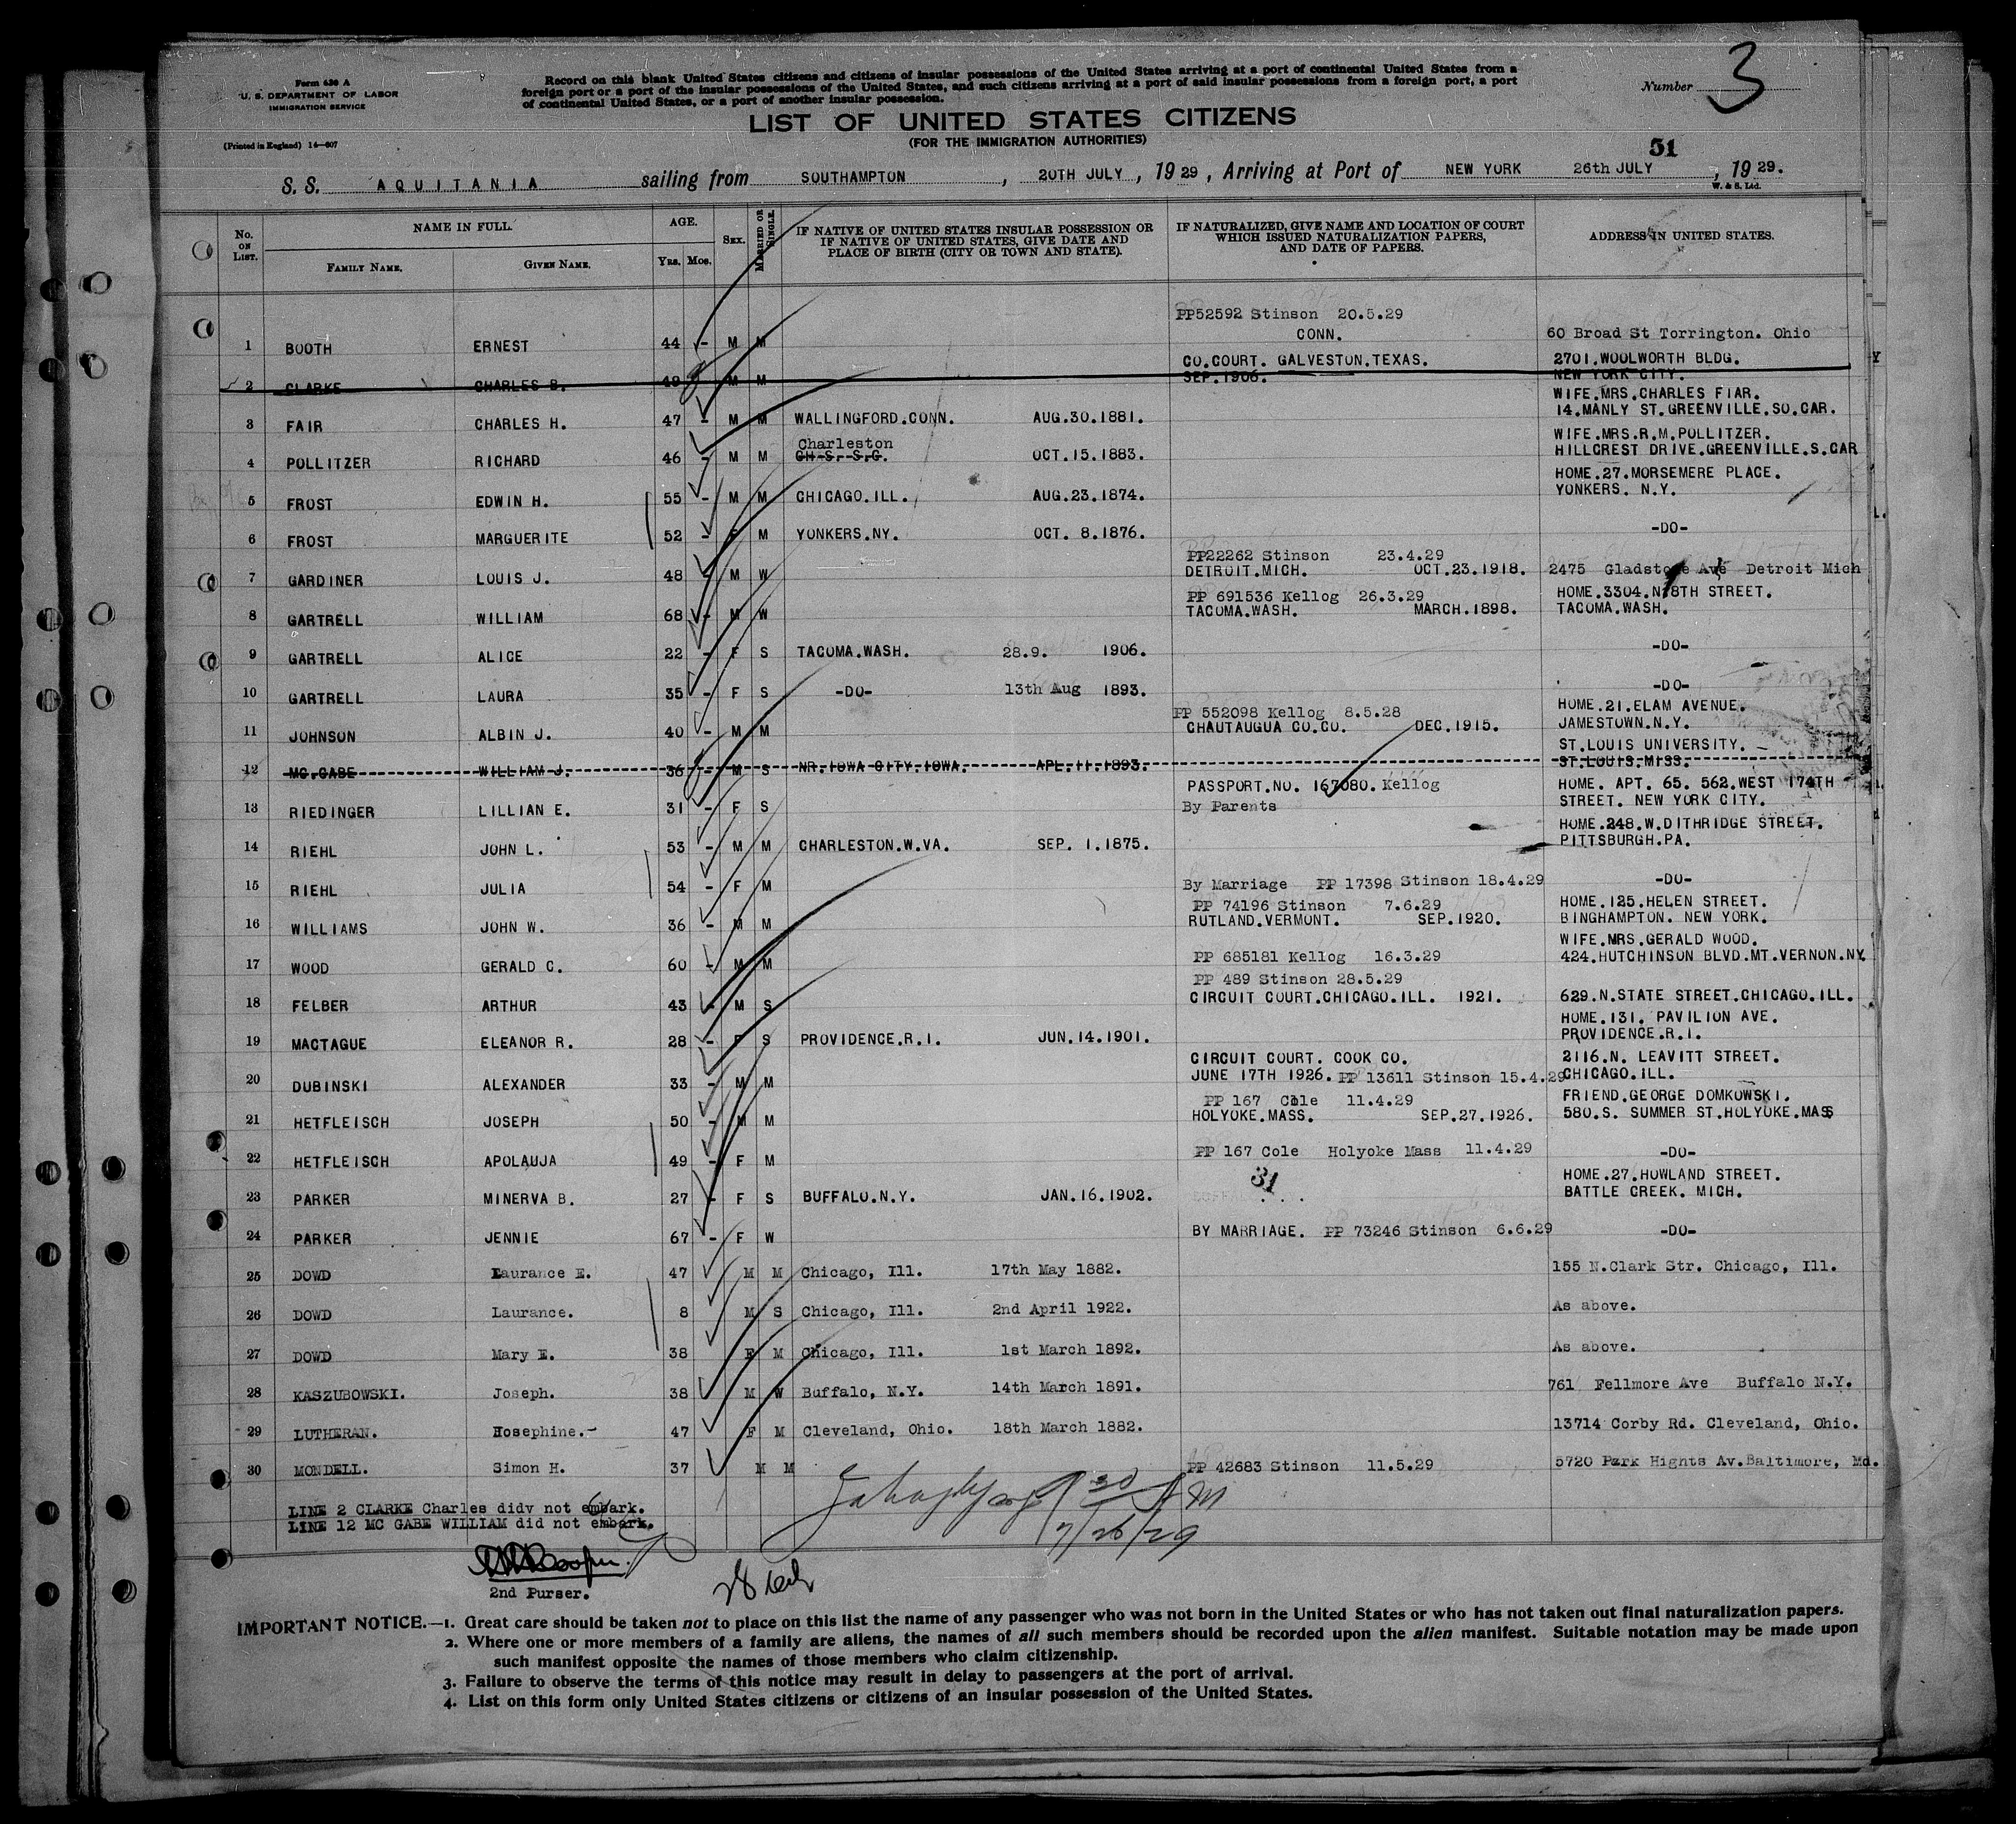 Form 630 A
U. S. DEPARTMENT OF LABOR
IMMIGRATION SERVICE
(Printed in England) 14—607
Record on this blank United States citizens and citizens of insular possessions of the United States arriving at a port of continental United States from a
foreign port or a port of the insular possessions of the United States, and such citizens arriving at a port of said insular possessions from a foreign port, a port
of continental United States, or a port of another insular possession.
Number 3
LIST OF UNITED STATES CITIZENS
(FOR THE IMMIGRATION AUTHORITIES)
51
S. S. AQUITANIA sailing from SOUTHAMPTON, 20TH JULY, 1929, Arriving at Port of NEW YORK 26th JULY, 1929.
W. & S. Ltd.
No. ON LIST. NAME IN FULL. AGE. SEX. MARRIED OR SINGLE. IF NATIVE OF UNITED STATES INSULAR POSSESSION OR IF NATIVE OF UNITED STATES, GIVE DATE AND PLACE OF BIRTH (CITY OR TOWN AND STATE). IF NATURALIZED, GIVE NAME AND LOCATION OF COURT WHICH ISSUED NATURALIZATION PAPERS, AND DATE OF PAPERS. ADDRESS IN UNITED STATES.
FAMILY NAME. GIVEN NAME. YRS. MOS.
PP52592 Stinson 20.5.29
CONN.
1 BOOTH ERNEST 44 - M M 60 Broad St Torrington. Ohio
CO.COURT. GALVESTON.TEXAS. 2701.WOOLWORTH BLDG.
2 CLARKE CHARLES B. 49 M M SEP.1906. NEW YORK CITY.
WIFE.MRS.CHARLES FIAR.
3 FAIR CHARLES H. 47 - M M WALLINGFORD.CONN. AUG.30.1881. 14.MANLY ST.GREENVILLE.SO.CAR.
Charleston WIFE.MRS.R.M.POLLITZER.
4 POLLITZER RICHARD 46 - M M CH-S. S.C. OCT.15.1883. HILLCREST DRIVE.GREENVILLE.S.CAR
HOME.27.MORSEMERE PLACE.
5 FROST EDWIN H. 55 - M M CHICAGO.ILL. AUG.23.1874. YONKERS. N.Y.
6 FROST MARGUERITE 52 - F M YONKERS.NY. OCT. 8.1876. -DO-
PP22262 Stinson 23.4.29
7 GARDINER LOUIS J. 48 - M W DETROIT.MICH. OCT.23.1918. 2475 Gladstone Ave Detroit Mich
PP 691536 Kellog 26.3.29 HOME.3304.N 8TH STREET.
8 GARTRELL WILLIAM 68 - M W TACOMA.WASH. MARCH.1898. TACOMA.WASH.
9 GARTRELL ALICE 22 - F S TACOMA.WASH. 28.9. 1906. -DO-
10 GARTRELL LAURA 35 - F S -DO- 13th Aug 1893. -DO-
PP 552098 Kellog 8.5.28 HOME.21.ELAM AVENUE.
11 JOHNSON ALBIN J. 40 - M M CHAUTAUGUA CO.CO. DEC.1915. JAMESTOWN.N.Y.
ST.LOUIS UNIVERSITY.
12 MC.GABE WILLIAM J. 36 - M S NR.IOWA CITY.IOWA. APL.11.1893. ST.LOUIS.MISS.
PASSPORT.NO. 167080. Kellog HOME. APT. 65. 562.WEST 174TH
13 RIEDINGER LILLIAN E. 31 - F S By Parents STREET. NEW YORK CITY.
HOME.248.W.DITHRIDGE STREET.
14 RIEHL JOHN L. 53 - M M CHARLESTON.W.VA. SEP. 1.1875. PITTSBURGH.PA.
15 RIEHL JULIA 54 - F M By Marriage PP 17398 Stinson 18.4.29 -DO-
PP 74196 Stinson 7.6.29 HOME.125.HELEN STREET.
16 WILLIAMS JOHN W. 36 - M M RUTLAND.VERMONT. SEP.1920. BINGHAMPTON. NEW YORK.
WIFE.MRS.GERALD WOOD.
17 WOOD GERALD C. 60 - M M PP 685181 Kellog 16.3.29 424.HUTCHINSON BLVD.MT.VERNON.NY.
PP 489 Stinson 28.5.29
18 FELBER ARTHUR 43 - M S CIRCUIT COURT.CHICAGO.ILL. 1921. 629.N.STATE STREET.CHICAGO.ILL.
HOME.131. PAVILION AVE.
19 MACTAGUE ELEANOR R. 28 - F S PROVIDENCE.R.I. JUN.14.1901. PROVIDENCE.R.I.
CIRCUIT COURT. COOK CO. 2116.N. LEAVITT STREET.
20 DUBINSKI ALEXANDER 33 - M M JUNE 17TH 1926. PP 13611 Stinson 15.4.29 CHICAGO.ILL.
PP 167 Cole 11.4.29 FRIEND.GEORGE DOMKOWSKI.
21 HETFLEISCH JOSEPH 50 - M M HOLYOKE.MASS. SEP.27.1926. 580.S. SUMMER ST.HOLYOKE.MASS
22 HETFLEISCH APOLAUJA 49 - F M PP 167 Cole Holyoke Mass 11.4.29 -DO-
31 HOME.27.HOWLAND STREET.
23 PARKER MINERVA B. 27 - F S BUFFALO.N.Y. JAN.16.1902. BATTLE CREEK. MICH.
24 PARKER JENNIE 67 - F W BY MARRIAGE. PP 73246 Stinson 6.6.29 -DO-
25 DOWD Laurance E. 47 M M Chicago, Ill. 17th May 1882. 155 N.Clark Str. Chicago, Ill.
26 DOWD Laurance. 8 M S Chicago, Ill. 2nd April 1922. As above.
27 DOWD Mary E. 38 F M Chicago, Ill. 1st March 1892. As above.
28 KASZUBOWSKI. Joseph. 38 M W Buffalo, N.Y. 14th March 1891. 761 Fellmore Ave Buffalo N.Y.
29 LUTHERAN. Hosephine.- 47 F M Cleveland, Ohio. 18th March 1882. 13714 Corby Rd. Cleveland, Ohio.
30 MONDELL. Simon H. 37 M M PP 42683 Stinson 11.5.29 5720 Park Hights Av.Baltimore, Md.
LINE 2 CLARKE Charles didv not embark.
LINE 12 MC GABE WILLIAM did not embark.
9 30 AM
7/26/29
2nd Purser.
IMPORTANT NOTICE.—1. Great care should be taken not to place on this list the name of any passenger who was not born in the United States or who has not taken out final naturalization papers.
2. Where one or more members of a family are aliens, the names of all such members should be recorded upon the alien manifest. Suitable notation may be made upon
such manifest opposite the names of those members who claim citizenship.
3. Failure to observe the terms of this notice may result in delay to passengers at the port of arrival.
4. List on this form only United States citizens or citizens of an insular possession of the United States.